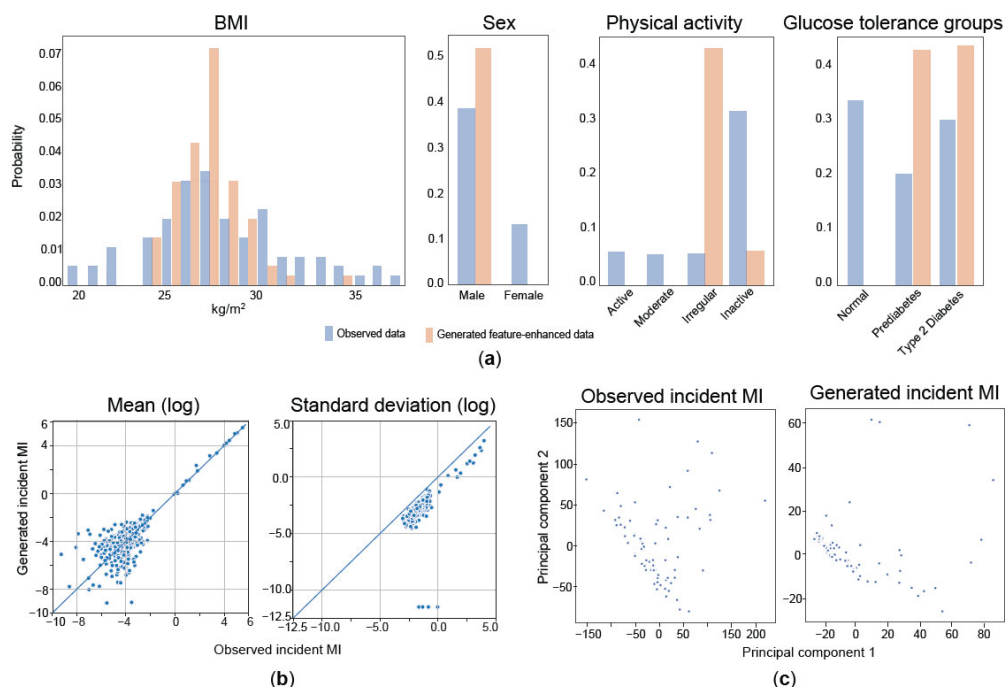 BMI
Sex
Physical activity
Glucose tolerance groups
Probability
0.07
0.06
0.05
0.04
0.03
0.02
0.01
0.00
20 25 30 35
kg/m²
0.5
0.4
0.3
0.2
0.1
0.0
Male Female
0.4
0.3
0.2
0.1
0.0
Active
Moderate
Irregular
Inactive
0.4
0.3
0.2
0.1
0.0
Normal
Prediabetes
Type 2 Diabetes
Observed data Generated feature-enhanced data
(a)
Mean (log)
Standard deviation (log)
Generated incident MI
6
4
2
0
−2
−4
−6
−8
−10
−10 −8 −4 0 4 6
5.0
0.0
−5.0
−10.0
−12.5
−12.5 −10.0 −5.0 0.0 5.0
Observed incident MI
(b)
Observed incident MI
Generated incident MI
Principal component 2
150
100
50
0
−50
−150 −50 0 50 100 200
60
40
20
0
−20
−20 0 20 40 60 80
Principal component 1
(c)